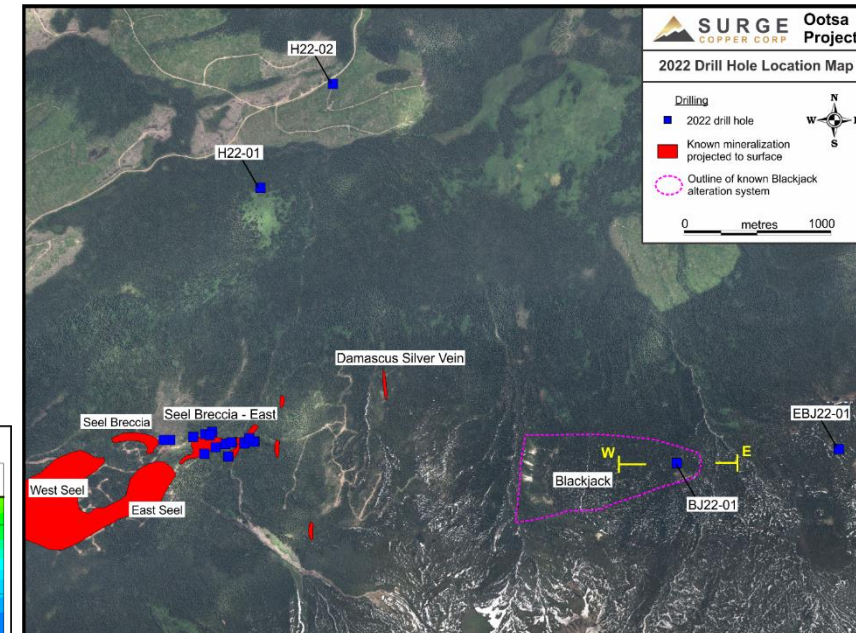 SURGE
COPPER CORP
Ootsa
Project
2022 Drill Hole Location Map
Drilling
2022 drill hole
Known mineralization
projected to surface
Outline of known Blackjack
alteration system
N
W
S
0 metres 1000
H22-02
H22-01
Damascus Silver Vein
Seel Breccia
Seel Breccia - East
West Seel
East Seel
W
E
Blackjack
BJ22-01
EBJ22-01